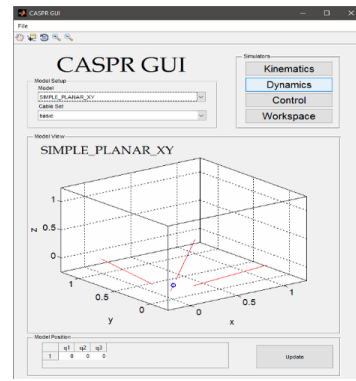 CASPR GUI
File
CASPR GUI
Model Setup
Model
SIMPLE_PLANAR_XY
Cable Set
basic
Simulators
Kinematics
Dynamics
Control
Workspace
Model View
SIMPLE_PLANAR_XY
1
0.5
0
z
1
0.5
0
y
0
0.5
1
x
Model Position
q1 q2 q3
1 0 0 0
Update